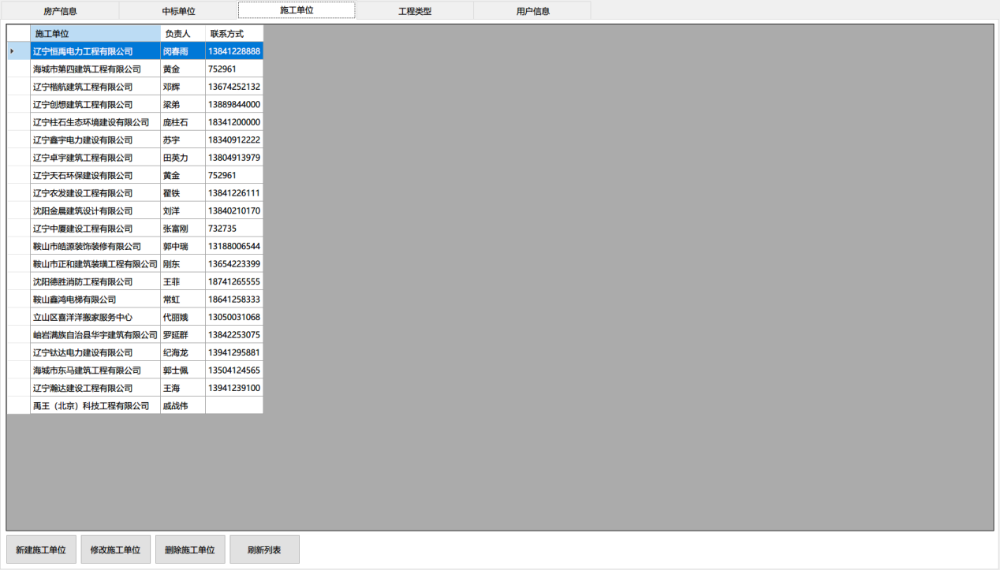 房产信息 中标单位 施工单位 工程类型 用户信息
施工单位 负责人 联系方式
辽宁恒禹电力工程有限公司 闵春雨 13841228888
海城市第四建筑工程有限公司 黄金 752961
辽宁楷航建筑工程有限公司 邓辉 13674252132
辽宁创想建筑工程有限公司 梁弟 13889844000
辽宁柱石生态环境建设有限公司 庞柱石 18341200000
辽宁鑫宇电力建设有限公司 苏宇 18340912222
辽宁卓宇建筑工程有限公司 田英力 13804913979
辽宁天石环保建设有限公司 黄金 752961
辽宁农发建设工程有限公司 翟铁 13841226111
沈阳金晨建筑设计有限公司 刘洋 13840210170
辽宁中厦建设工程有限公司 张富刚 732735
鞍山市皓源装饰装修有限公司 郭中瑞 13188006544
鞍山市正和建筑装璜工程有限公司 刚东 13654223399
沈阳德胜消防工程有限公司 王菲 18741265555
鞍山鑫鸿电梯有限公司 常虹 18641258333
立山区喜洋洋搬家服务中心 代丽娥 13050031068
岫岩满族自治县华宇建筑有限公司 罗延群 13842253075
辽宁钛达电力建设有限公司 纪海龙 13941295881
海城市东马建筑工程有限公司 郭士佩 13504124565
辽宁瀚达建设工程有限公司 王海 13941239100
禹王（北京）科技工程有限公司 戚战伟
新建施工单位 修改施工单位 删除施工单位 刷新列表